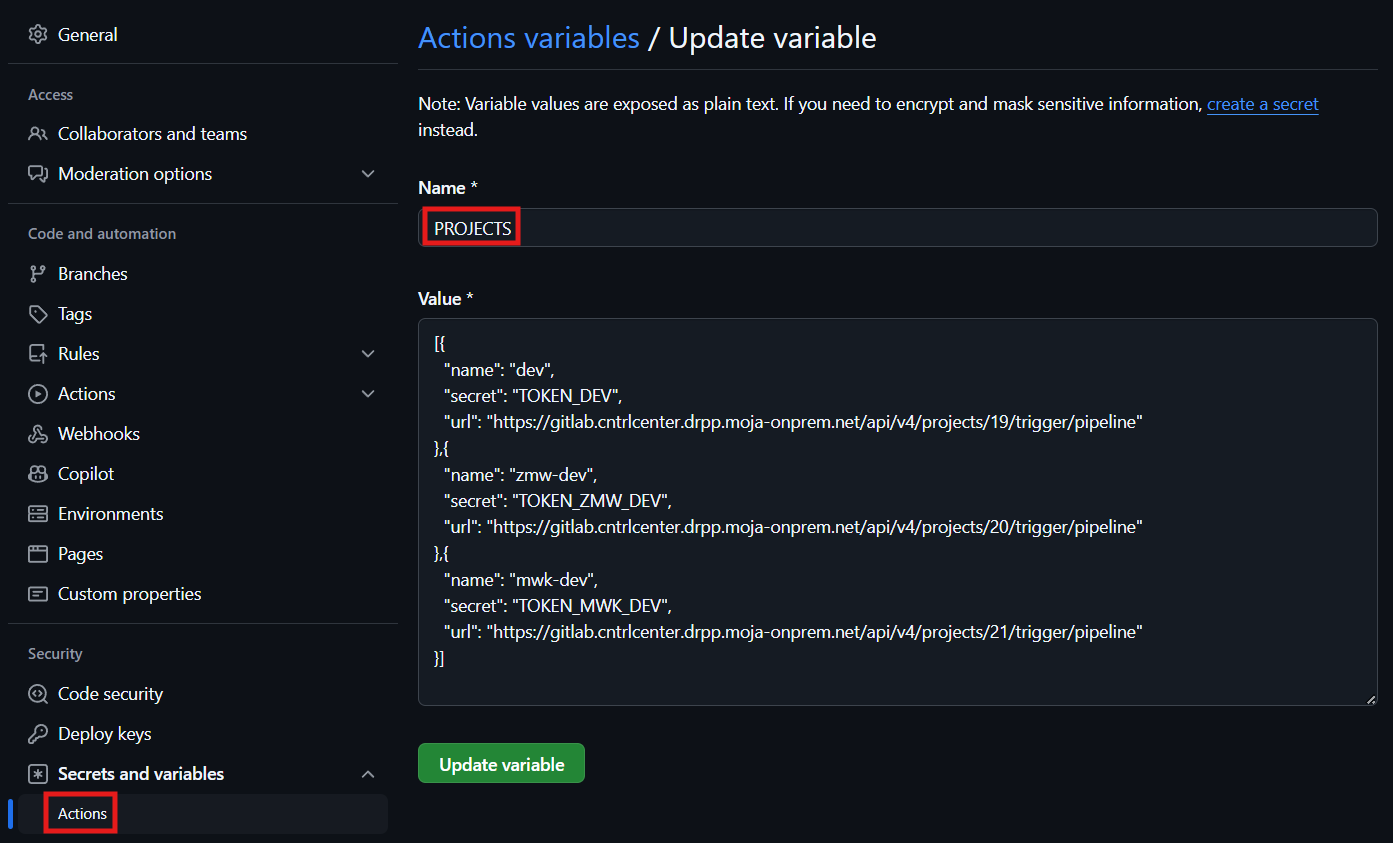 General
Access
Collaborators and teams
Moderation options
Code and automation
Branches
Tags
Rules
Actions
Webhooks
Copilot
Environments
Pages
Custom properties
Security
Code security
Deploy keys
Secrets and variables
Actions
Actions variables / Update variable
Note: Variable values are exposed as plain text. If you need to encrypt and mask sensitive information, create a secret
instead.
Name *
PROJECTS
Value *
[{
  "name": "dev",
  "secret": "TOKEN_DEV",
  "url": "https://gitlab.cntrlcenter.drpp.moja-onprem.net/api/v4/projects/19/trigger/pipeline"
},{
  "name": "zmw-dev",
  "secret": "TOKEN_ZMW_DEV",
  "url": "https://gitlab.cntrlcenter.drpp.moja-onprem.net/api/v4/projects/20/trigger/pipeline"
},{
  "name": "mwk-dev",
  "secret": "TOKEN_MWK_DEV",
  "url": "https://gitlab.cntrlcenter.drpp.moja-onprem.net/api/v4/projects/21/trigger/pipeline"
}]
Update variable